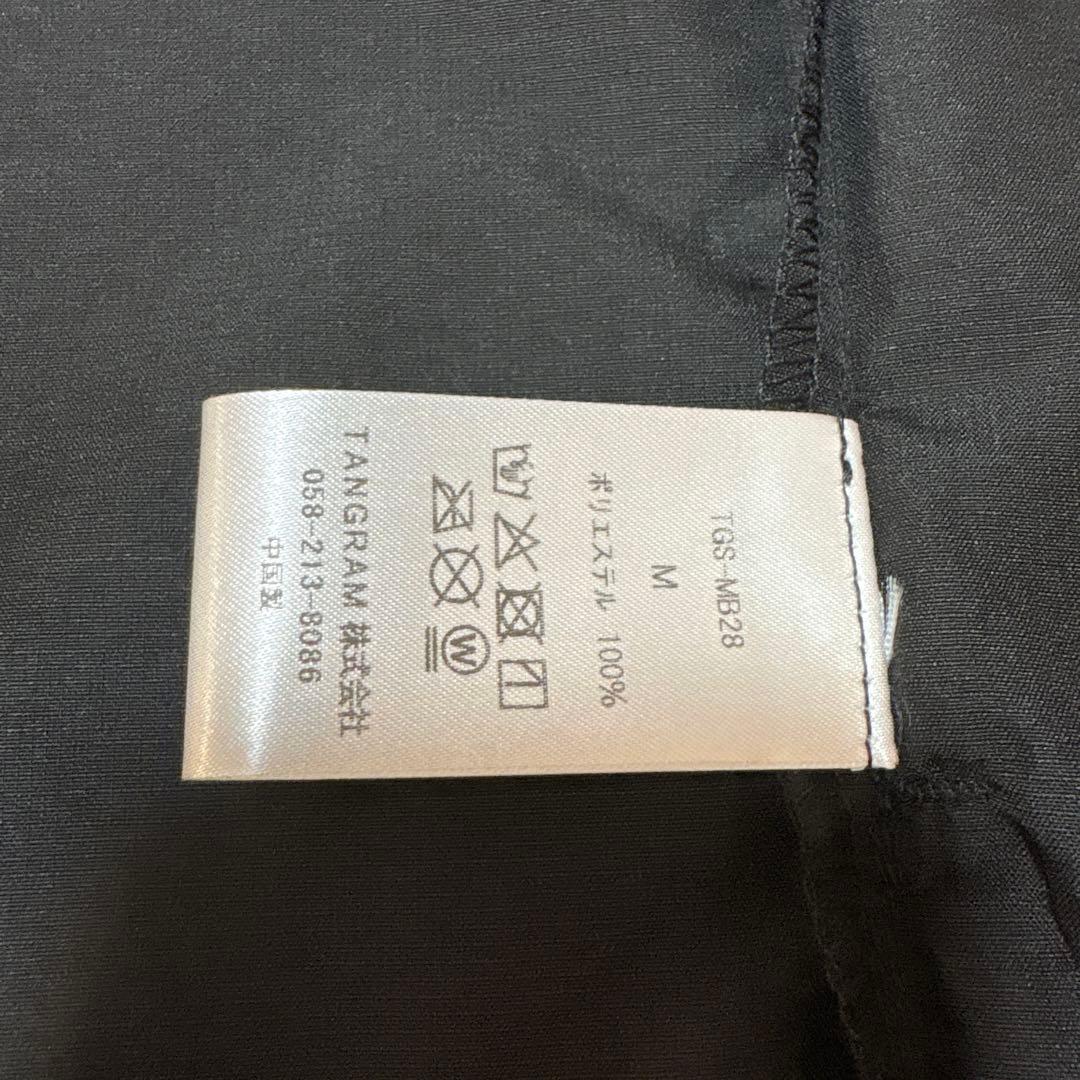 TGS-MB28
M
ポリエステル 100%
W
TANGRAM 株式会社
058-213-8086
中国製